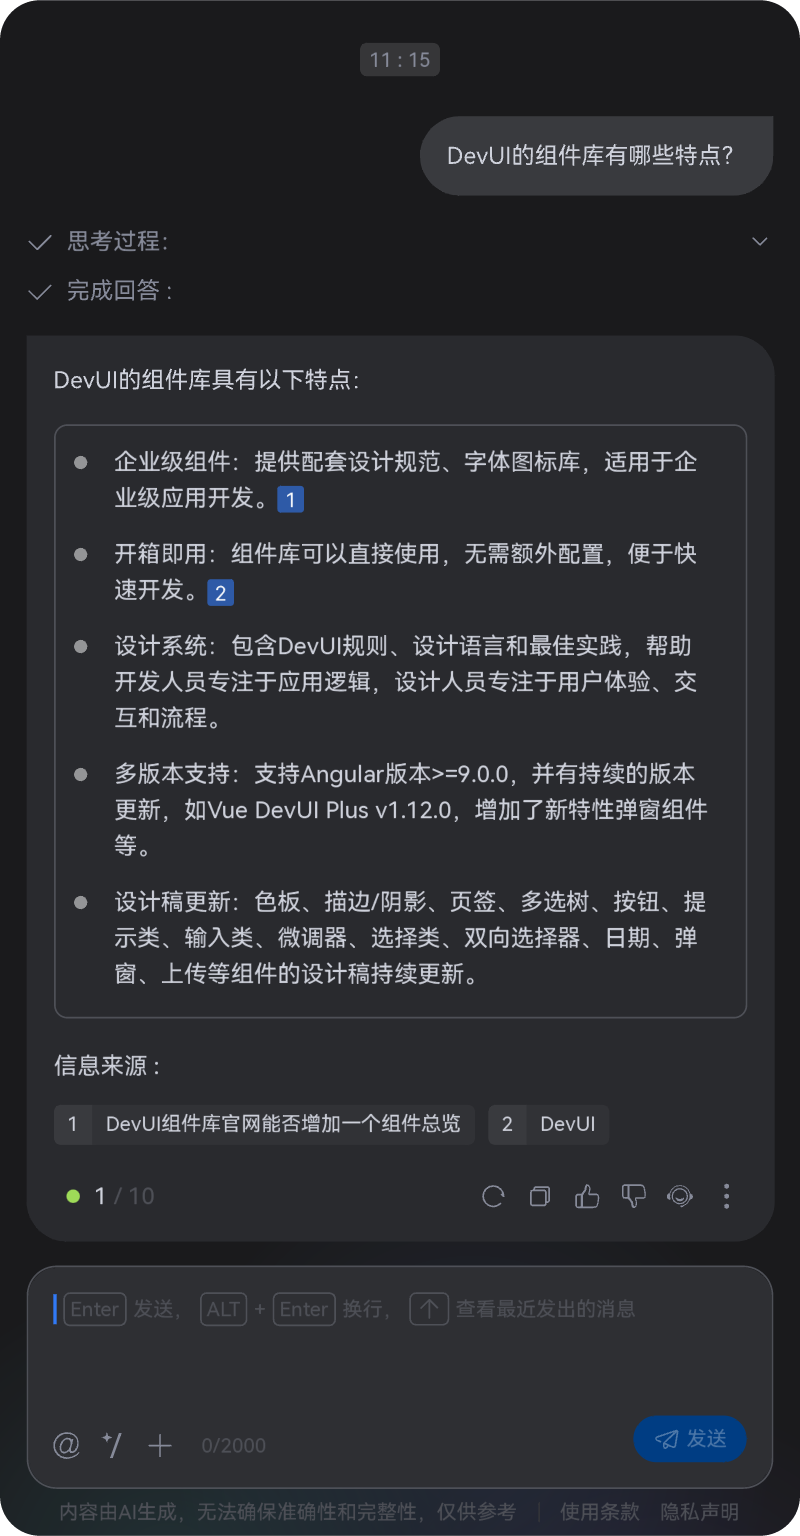 11 : 15
DevUI的组件库有哪些特点？
思考过程：
完成回答：
DevUI的组件库具有以下特点：
企业级组件：提供配套设计规范、字体图标库，适用于企
业级应用开发。 1
开箱即用：组件库可以直接使用，无需额外配置，便于快
速开发。 2
设计系统：包含DevUI规则、设计语言和最佳实践，帮助
开发人员专注于应用逻辑，设计人员专注于用户体验、交
互和流程。
多版本支持：支持Angular版本>=9.0.0，并有持续的版本
更新，如Vue DevUI Plus v1.12.0，增加了新特性弹窗组件
等。
设计稿更新：色板、描边/阴影、页签、多选树、按钮、提
示类、输入类、微调器、选择类、双向选择器、日期、弹
窗、上传等组件的设计稿持续更新。
信息来源：
1 DevUI组件库官网能否增加一个组件总览 2 DevUI
1 / 10
Enter 发送， ALT + Enter 换行， ↑ 查看最近发出的消息
0/2000 发送
内容由AI生成，无法确保准确性和完整性，仅供参考 | 使用条款 隐私声明